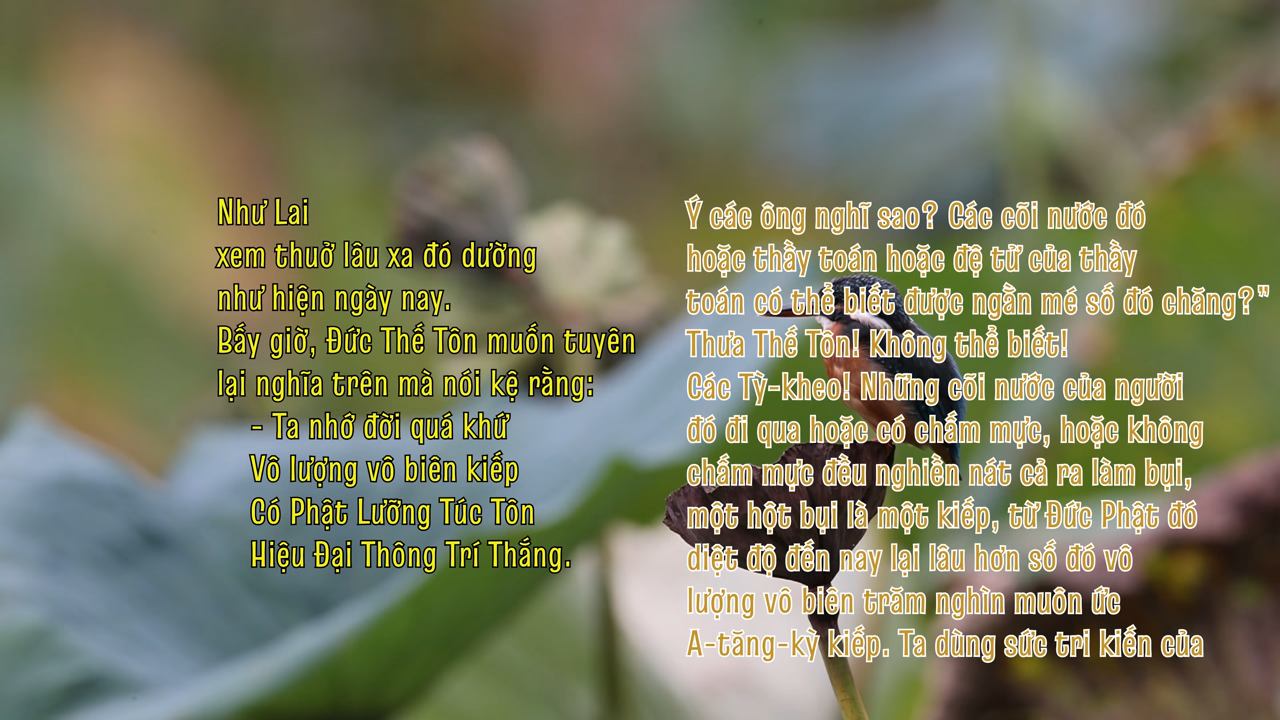 Như Lai
xem thuở lâu xa đó dường
như hiện ngày nay.
Bấy giờ, Đức Thế Tôn muốn tuyên
lại nghĩa trên mà nói kệ rằng:
- Ta nhớ đời quá khứ
Vô lượng vô biên kiếp
Có Phật Lưỡng Túc Tôn
Hiệu Đại Thông Trí Thắng.
Ý các ông nghĩ sao? Các cõi nước đó
hoặc thầy toán hoặc đệ tử của thầy
toán có thể biết được ngằn mé số đó chăng?"
Thưa Thế Tôn! Không thể biết!
Các Tỳ-kheo! Những cõi nước của người
đó đi qua hoặc có chấm mực, hoặc không
chấm mực đều nghiền nát cả ra làm bụi,
một hột bụi là một kiếp, từ Đức Phật đó
diệt độ đến nay lại lâu hơn số đó vô
lượng vô biên trăm nghìn muôn ức
A-tăng-kỳ kiếp. Ta dùng sức tri kiến của